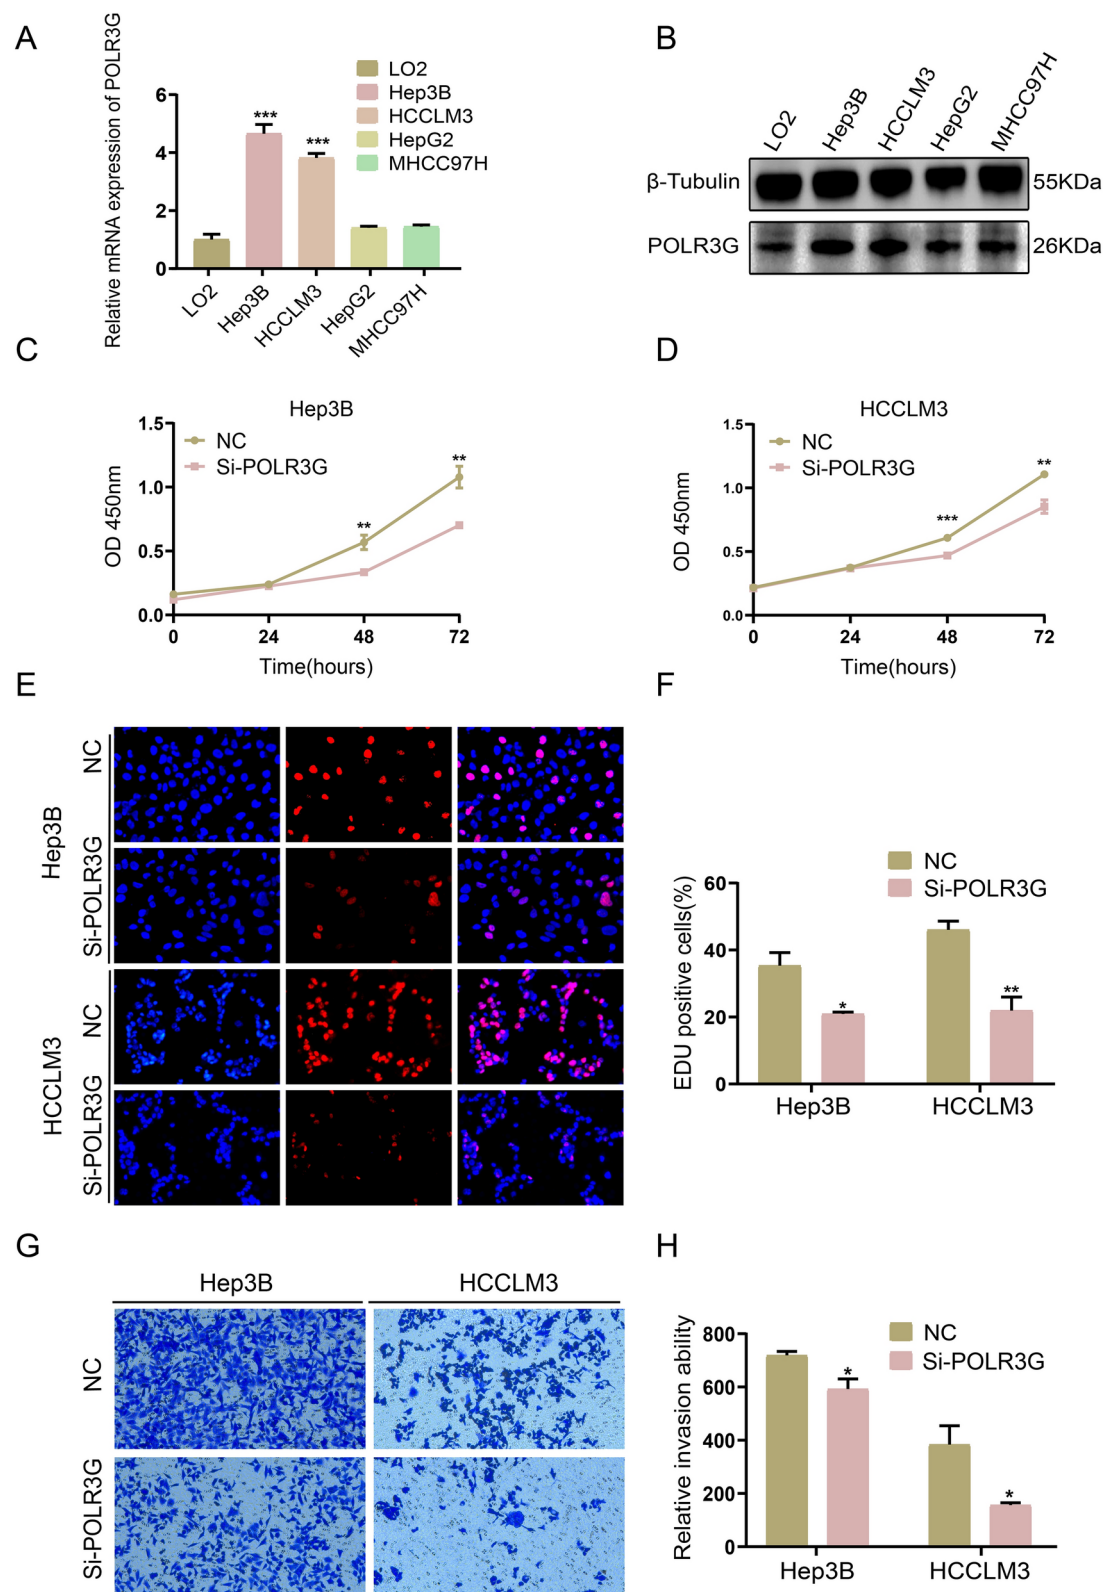 A
Relative mRNA expression of POLR3G
6
4
2
0
***
***
LO2
Hep3B
HCCLM3
HepG2
MHCC97H
LO2
Hep3B
HCCLM3
HepG2
MHCC97H
B
LO2
Hep3B
HCCLM3
HepG2
MHCC97H
β-Tubulin
55KDa
POLR3G
26KDa
C
Hep3B
OD 450nm
1.5
1.0
0.5
0.0
NC
Si-POLR3G
**
**
0
24
48
72
Time(hours)
D
HCCLM3
OD 450nm
1.5
1.0
0.5
0.0
NC
Si-POLR3G
***
**
0
24
48
72
Time(hours)
E
Hep3B
NC
Si-POLR3G
HCCLM3
NC
Si-POLR3G
F
EDU positive cells(%)
60
40
20
0
NC
Si-POLR3G
*
**
Hep3B
HCCLM3
G
Hep3B
HCCLM3
NC
Si-POLR3G
H
Relative invasion ability
800
600
400
200
0
NC
Si-POLR3G
*
*
Hep3B
HCCLM3